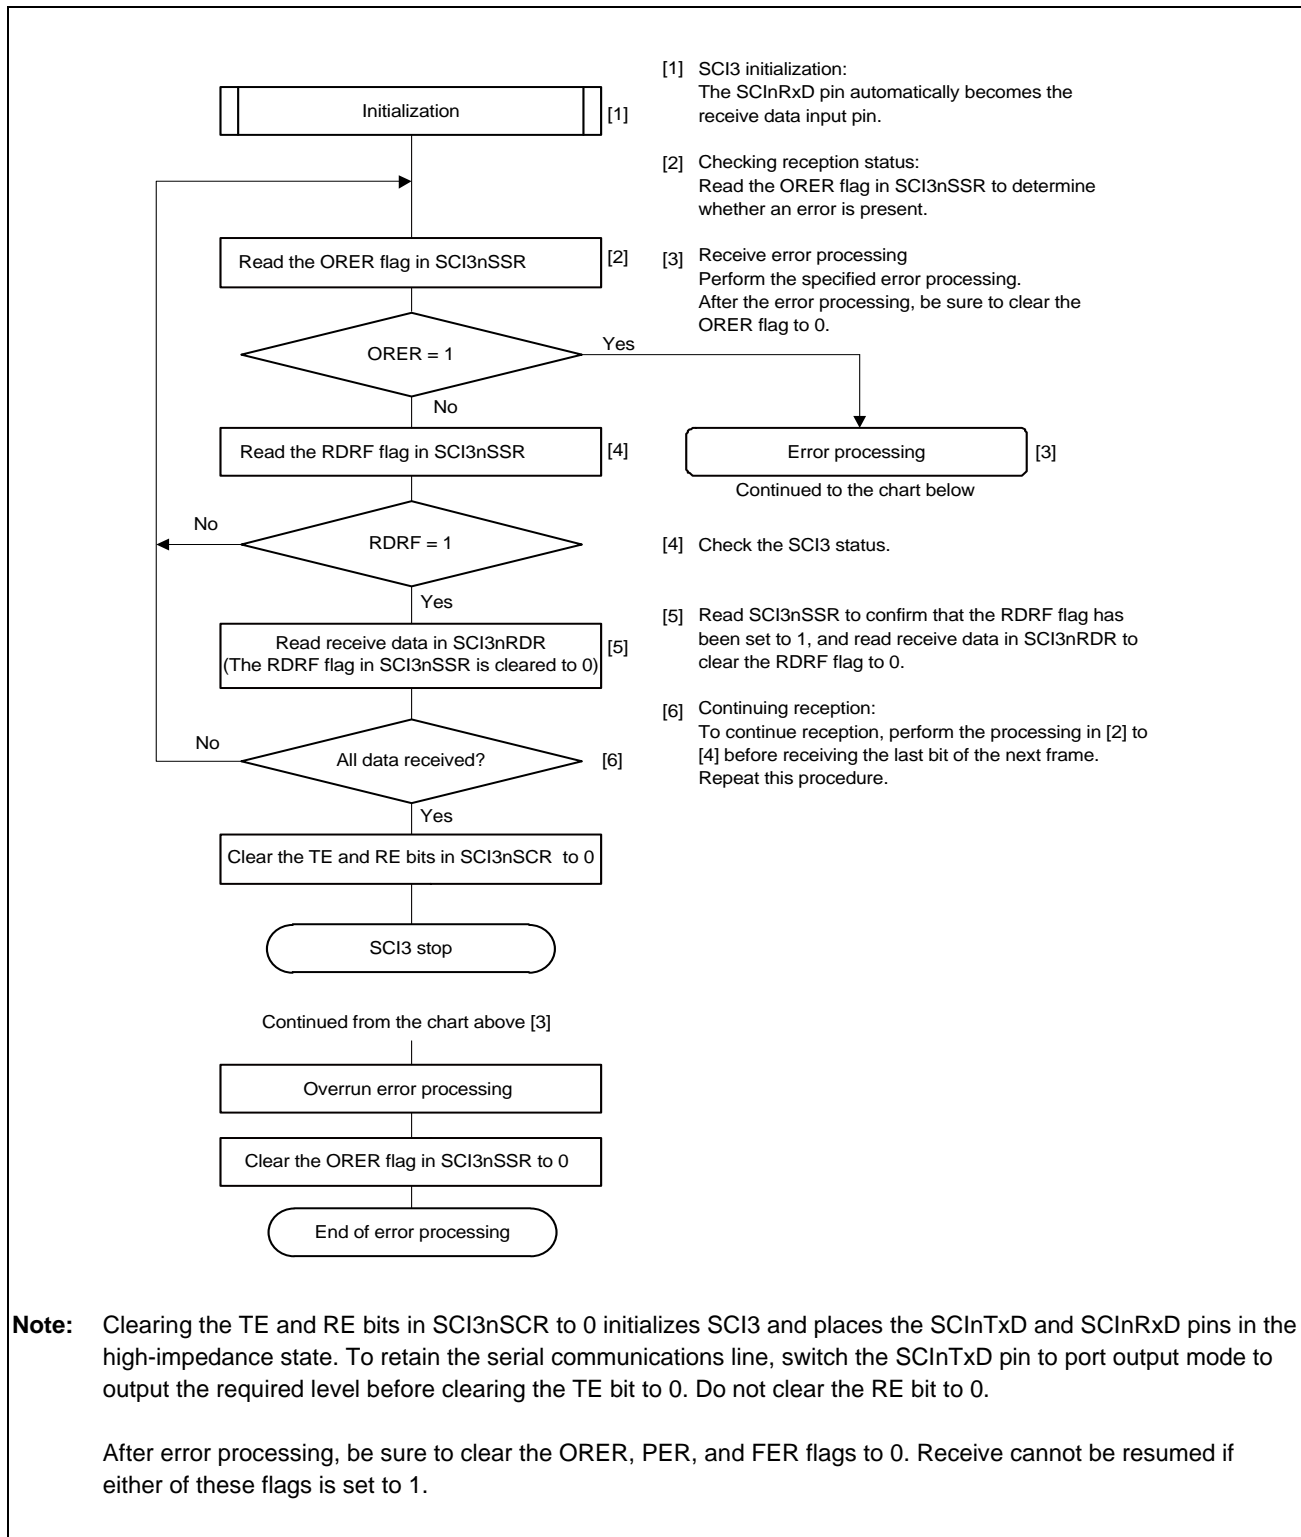 Initialization
[1]
[1] SCI3 initialization:
The SCInRxD pin automatically becomes the
receive data input pin.
[2] Checking reception status:
Read the ORER flag in SCI3nSSR to determine
whether an error is present.
Read the ORER flag in SCI3nSSR
[2]
[3] Receive error processing
Perform the specified error processing.
After the error processing, be sure to clear the
ORER flag to 0.
ORER = 1
Yes
No
Read the RDRF flag in SCI3nSSR
[4]
Error processing
[3]
Continued to the chart below
No
RDRF = 1
[4] Check the SCI3 status.
Yes
Read receive data in SCI3nRDR
(The RDRF flag in SCI3nSSR is cleared to 0)
[5]
[5] Read SCI3nSSR to confirm that the RDRF flag has
been set to 1, and read receive data in SCI3nRDR to
clear the RDRF flag to 0.
[6] Continuing reception:
To continue reception, perform the processing in [2] to
[4] before receiving the last bit of the next frame.
Repeat this procedure.
No
All data received?
[6]
Yes
Clear the TE and RE bits in SCI3nSCR to 0
SCI3 stop
Continued from the chart above [3]
Overrun error processing
Clear the ORER flag in SCI3nSSR to 0
End of error processing
Note: Clearing the TE and RE bits in SCI3nSCR to 0 initializes SCI3 and places the SCInTxD and SCInRxD pins in the
high-impedance state. To retain the serial communications line, switch the SCInTxD pin to port output mode to
output the required level before clearing the TE bit to 0. Do not clear the RE bit to 0.
After error processing, be sure to clear the ORER, PER, and FER flags to 0. Receive cannot be resumed if
either of these flags is set to 1.